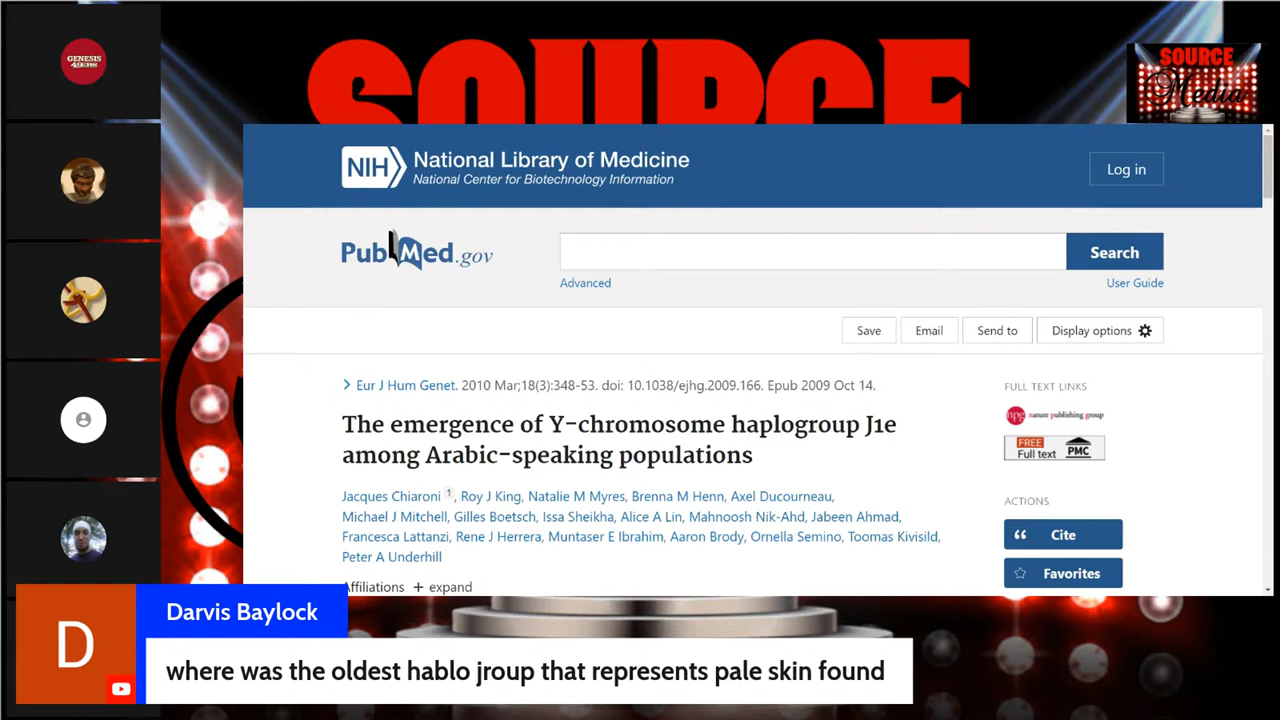 GENESIS
49ERS
SOURCE
SOURCE
Media
NIH National Library of Medicine
National Center for Biotechnology Information
Log in
PubMed.gov
Search
Advanced
User Guide
Save
Email
Send to
Display options
Eur J Hum Genet. 2010 Mar;18(3):348-53. doi: 10.1038/ejhg.2009.166. Epub 2009 Oct 14.
The emergence of Y-chromosome haplogroup J1e
among Arabic-speaking populations
Jacques Chiaroni 1, Roy J King, Natalie M Myres, Brenna M Henn, Axel Ducourneau,
Michael J Mitchell, Gilles Boetsch, Issa Sheikha, Alice A Lin, Mahnoosh Nik-Ahd, Jabeen Ahmad,
Francesca Lattanzi, Rene J Herrera, Muntaser E Ibrahim, Aaron Brody, Ornella Semino, Toomas Kivisild,
Peter A Underhill
Affiliations + expand
FULL TEXT LINKS
npg nature publishing group
FREE
Full text PMC
ACTIONS
Cite
Favorites
D
Darvis Baylock
where was the oldest hablo jroup that represents pale skin found